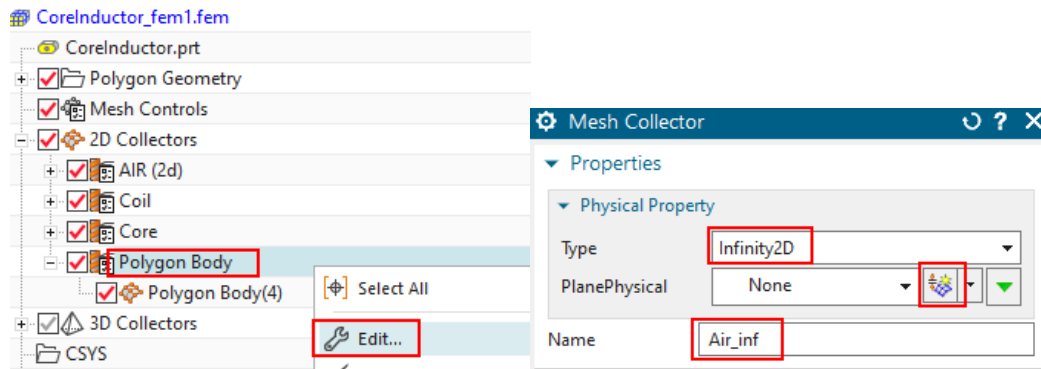 CoreInductor_fem1.fem
CoreInductor.prt
Polygon Geometry
Mesh Controls
2D Collectors
AIR (2d)
Coil
Core
Polygon Body
Polygon Body(4)
3D Collectors
CSYS
Select All
Edit...
Mesh Collector
Properties
Physical Property
Type Infinity2D
PlanePhysical None
Name Air_inf